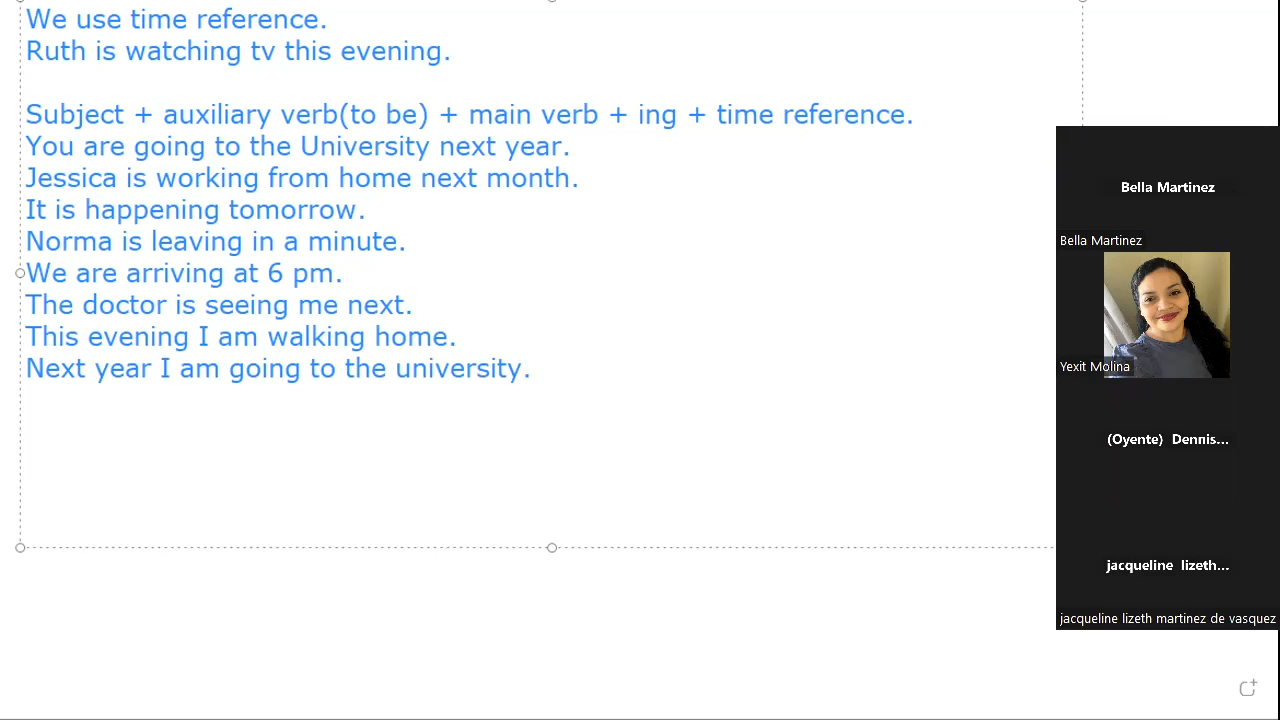 We use time reference.
Ruth is watching tv this evening.
Subject + auxiliary verb(to be) + main verb + ing + time reference.
You are going to the University next year.
Jessica is working from home next month.
It is happening tomorrow.
Norma is leaving in a minute.
We are arriving at 6 pm.
The doctor is seeing me next.
This evening I am walking home.
Next year I am going to the university.
Bella Martinez
Bella Martinez
Yexit Molina
(Oyente) Dennis...
jacqueline lizeth...
jacqueline lizeth martinez de vasquez